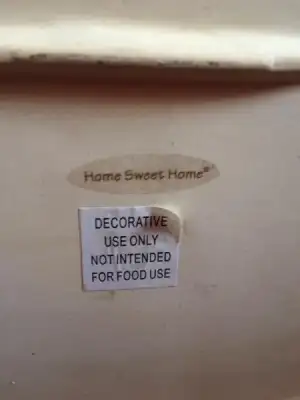 Home Sweet Home®
DECORATIVE
USE ONLY
NOT INTENDED
FOR FOOD USE